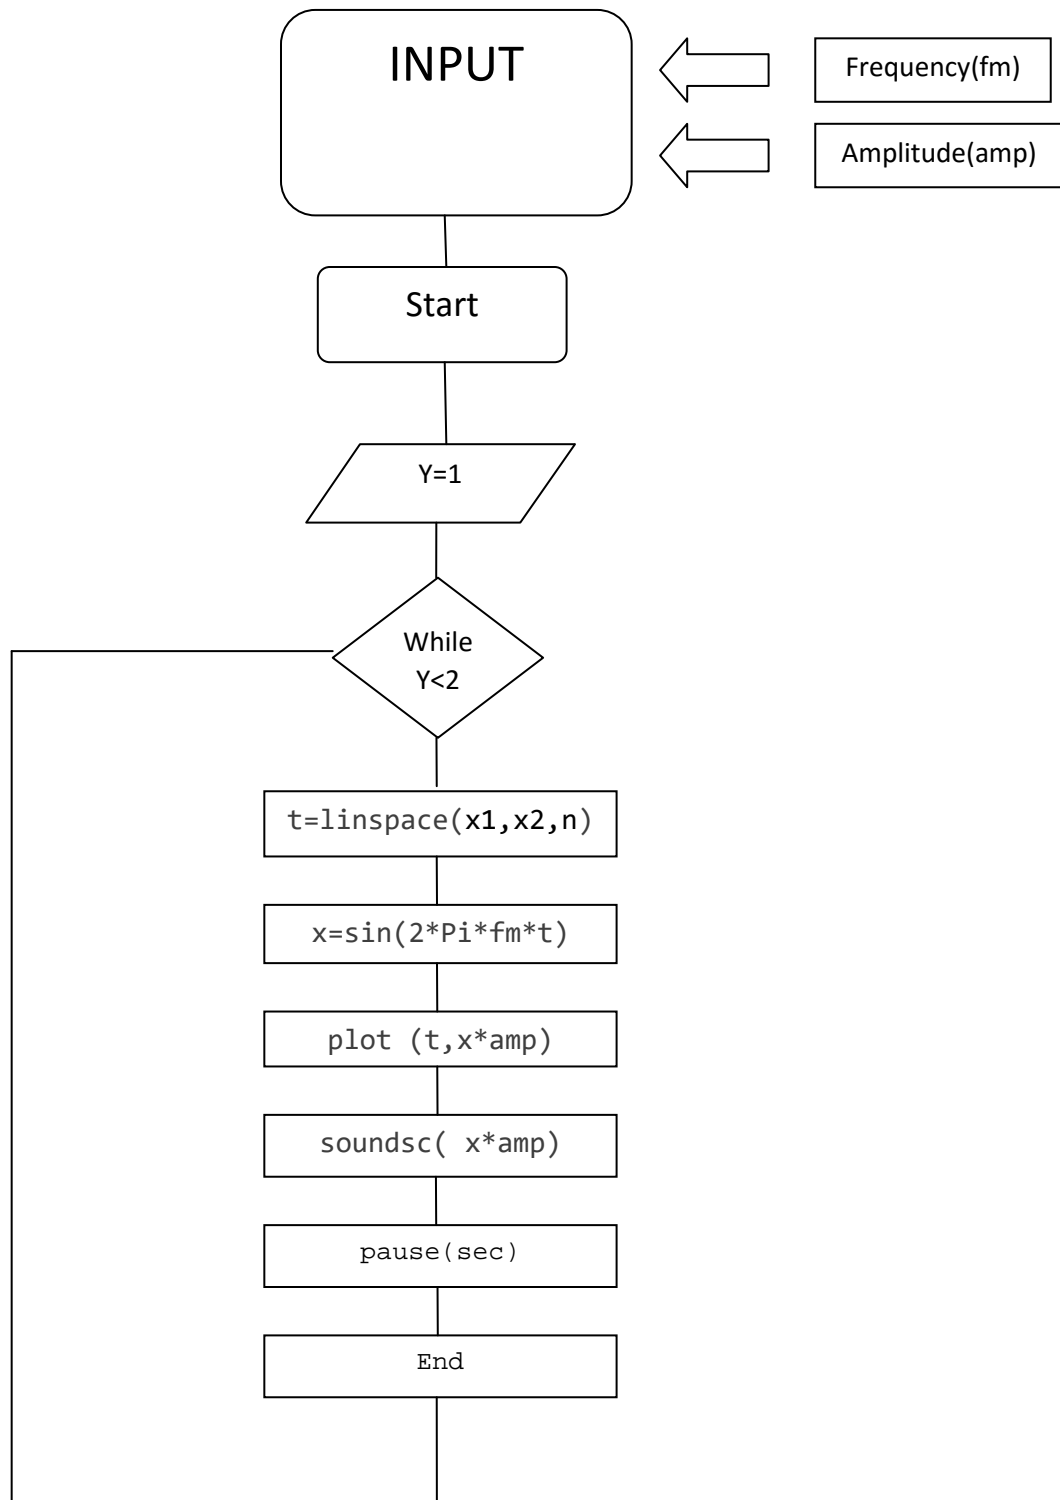 INPUT
Frequency(fm)
Amplitude(amp)
Start
Y=1
While
Y<2
t=linspace(x1,x2,n)
x=sin(2*Pi*fm*t)
plot (t,x*amp)
soundsc( x*amp)
pause(sec)
End